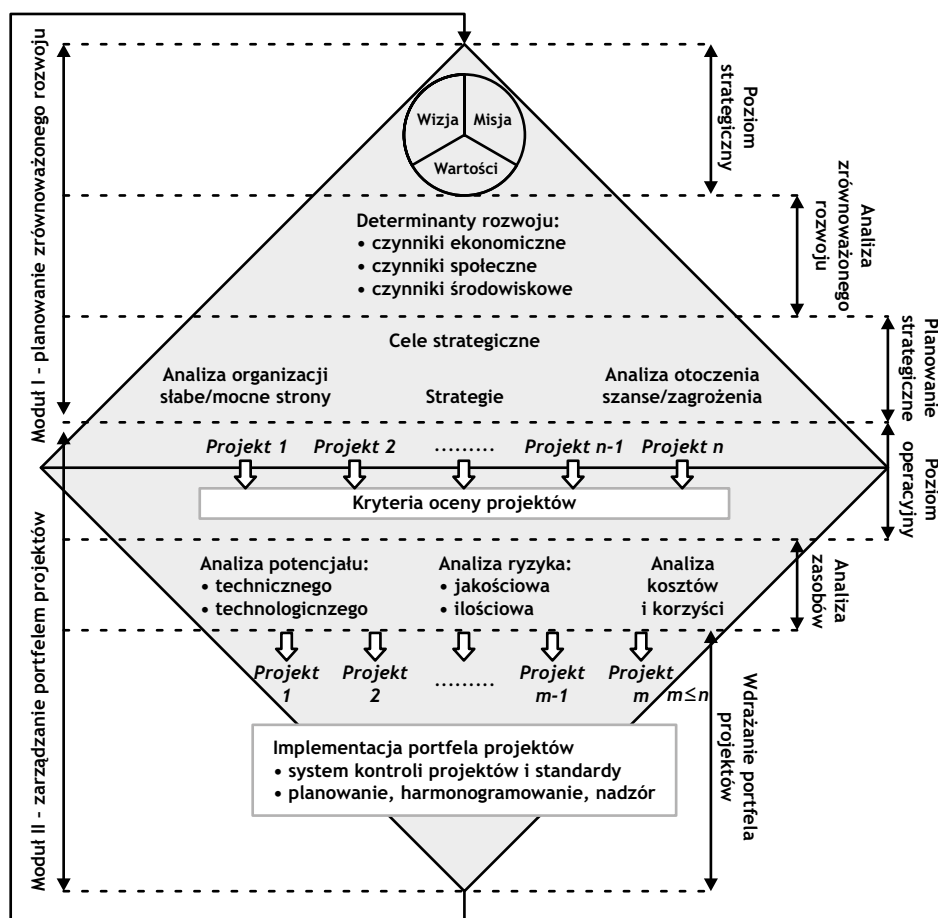 Moduł I - planowanie zrównoważonego rozwoju
Poziom
strategiczny
Wizja
Misja
Wartości
Analiza
zrównoważonego
rozwoju
Determinanty rozwoju:
• czynniki ekonomiczne
• czynniki społeczne
• czynniki środowiskowe
Planowanie
strategiczne
Cele strategiczne
Analiza organizacji
słabe/mocne strony
Strategie
Analiza otoczenia
szanse/zagrożenia
Moduł II - zarządzanie portfelem projektów
Poziom
operacyjny
Projekt 1
Projekt 2
.........
Projekt n-1
Projekt n
Kryteria oceny projektów
Analiza
zasobów
Analiza potencjału:
• technicznego
• technologicnzego
Analiza ryzyka:
• jakościowa
• ilościowa
Analiza
kosztów
i korzyści
Wdrażanie portfela
projektów
Projekt
1
Projekt
2
.........
Projekt
m-1
Projekt
m
m≤n
Implementacja portfela projektów
• system kontroli projektów i standardy
• planowanie, harmonogramowanie, nadzór